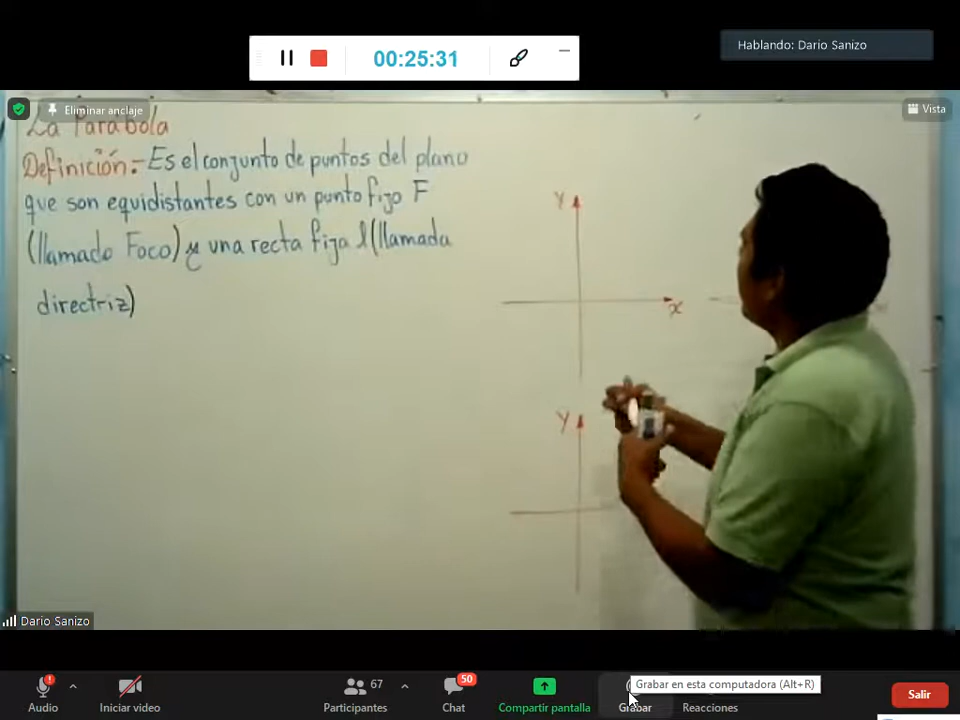 00:25:31
Hablando: Dario Sanizo
Eliminar anclaje
Vista
La Parabola
Definición:- Es el conjunto de puntos del plano
que son equidistantes con un punto fijo F
(llamado Foco) y una recta fija l (llamada
directriz)
Y
X
Y
Dario Sanizo
Audio
Iniciar video
67
Participantes
50
Chat
Compartir pantalla
Grabar en esta computadora (Alt+R)
Grabar
Reacciones
Salir